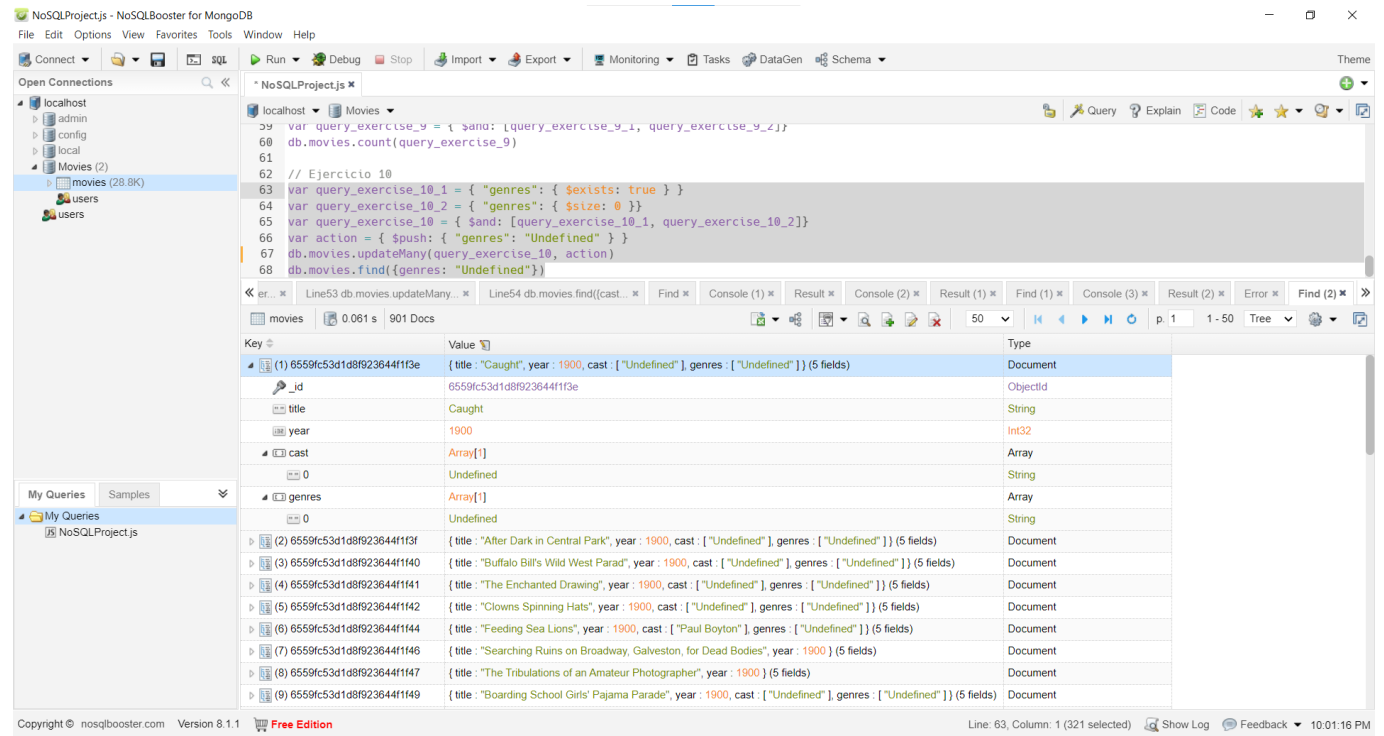 NoSQLProject.js - NoSQLBooster for MongoDB
File Edit Options View Favorites Tools Window Help
Connect SQL Run Debug Stop Import Export Monitoring Tasks DataGen Schema Theme
Open Connections
localhost
admin
config
local
Movies (2)
movies (28.8K)
users
users
* NoSQLProject.js
localhost Movies Query Explain Code
59 var query_exercise_9 = { $and: [query_exercise_9_1, query_exercise_9_2]}
60 db.movies.count(query_exercise_9)
61
62 // Ejercicio 10
63 var query_exercise_10_1 = { "genres": { $exists: true } }
64 var query_exercise_10_2 = { "genres": { $size: 0 }}
65 var query_exercise_10 = { $and: [query_exercise_10_1, query_exercise_10_2]}
66 var action = { $push: { "genres": "Undefined" } }
67 db.movies.updateMany(query_exercise_10, action)
68 db.movies.find({genres: "Undefined"})
er... Line53 db.movies.updateMany... Line54 db.movies.find({cast... Find Console (1) Result Console (2) Result (1) Find (1) Console (3) Result (2) Error Find (2)
movies 0.061 s 901 Docs 50 p. 1 1 - 50 Tree
Key Value Type
(1) 6559fc53d1d8f923644f1f3e { title : "Caught", year : 1900, cast : [ "Undefined" ], genres : [ "Undefined" ] } (5 fields) Document
_id 6559fc53d1d8f923644f1f3e ObjectId
title Caught String
year 1900 Int32
cast Array[1] Array
0 Undefined String
genres Array[1] Array
0 Undefined String
(2) 6559fc53d1d8f923644f1f3f { title : "After Dark in Central Park", year : 1900, cast : [ "Undefined" ], genres : [ "Undefined" ] } (5 fields) Document
(3) 6559fc53d1d8f923644f1f40 { title : "Buffalo Bill's Wild West Parad", year : 1900, cast : [ "Undefined" ], genres : [ "Undefined" ] } (5 fields) Document
(4) 6559fc53d1d8f923644f1f41 { title : "The Enchanted Drawing", year : 1900, cast : [ "Undefined" ], genres : [ "Undefined" ] } (5 fields) Document
(5) 6559fc53d1d8f923644f1f42 { title : "Clowns Spinning Hats", year : 1900, cast : [ "Undefined" ], genres : [ "Undefined" ] } (5 fields) Document
(6) 6559fc53d1d8f923644f1f44 { title : "Feeding Sea Lions", year : 1900, cast : [ "Paul Boyton" ], genres : [ "Undefined" ] } (5 fields) Document
(7) 6559fc53d1d8f923644f1f46 { title : "Searching Ruins on Broadway, Galveston, for Dead Bodies", year : 1900 } (5 fields) Document
(8) 6559fc53d1d8f923644f1f47 { title : "The Tribulations of an Amateur Photographer", year : 1900 } (5 fields) Document
(9) 6559fc53d1d8f923644f1f49 { title : "Boarding School Girls' Pajama Parade", year : 1900, cast : [ "Undefined" ], genres : [ "Undefined" ] } (5 fields) Document
My Queries Samples
My Queries
JS NoSQLProject.js
Copyright © nosqlbooster.com Version 8.1.1 Free Edition Line: 63, Column: 1 (321 selected) Show Log Feedback 10:01:16 PM